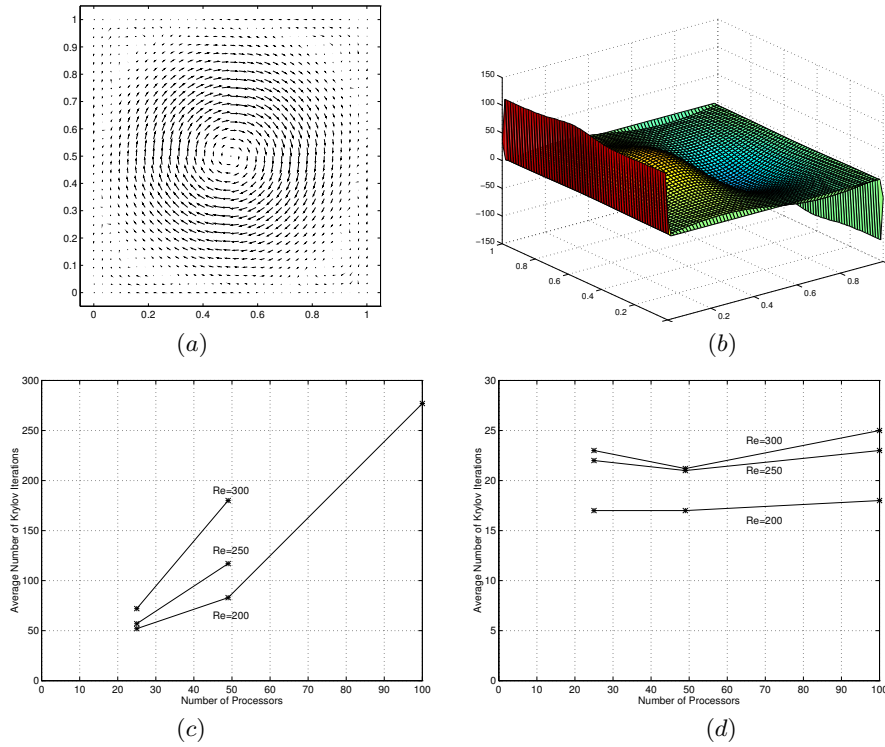 1
0.9
0.8
0.7
0.6
0.5
0.4
0.3
0.2
0.1
0
0 0.2 0.4 0.6 0.8 1
(a)
150
100
50
0
−50
−100
−150
1
0.8
0.6
0.4
0.2
0.2
0.4
0.6
0.8
(b)
300
250
200
150
100
50
0
Average Number of Krylov Iterations
Re=300
Re=250
Re=200
0 10 20 30 40 50 60 70 80 90 100
Number of Processors
(c)
30
25
20
15
10
5
0
Average Number of Krylov Iterations
Re=300
Re=250
Re=200
0 10 20 30 40 50 60 70 80 90 100
Number of Processors
(d)